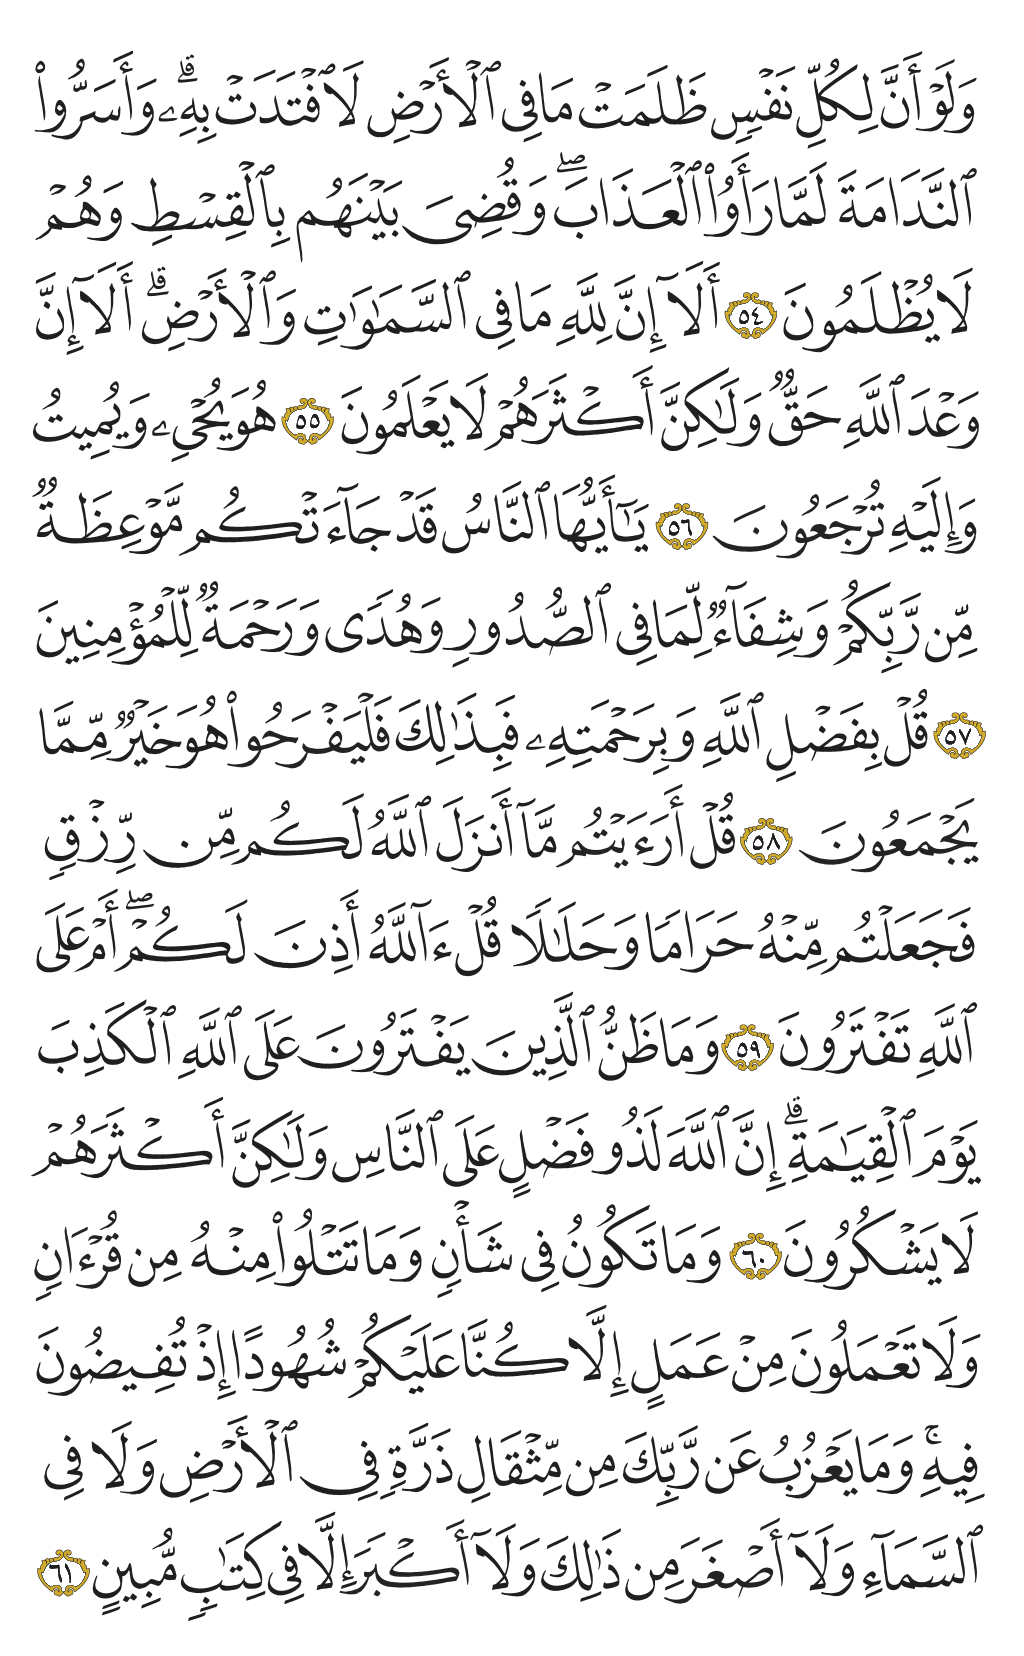 وَلَوۡ أَنَّ لِكُلِّ نَفۡسٖ ظَلَمَتۡ مَا فِي ٱلۡأَرۡضِ لَٱفۡتَدَتۡ بِهِۦۗ وَأَسَرُّواْ
ٱلنَّدَامَةَ لَمَّا رَأَوُاْ ٱلۡعَذَابَۖ وَقُضِيَ بَيۡنَهُم بِٱلۡقِسۡطِ وَهُمۡ
لَا يُظۡلَمُونَ ٥٤ أَلَآ إِنَّ لِلَّهِ مَا فِي ٱلسَّمَٰوَٰتِ وَٱلۡأَرۡضِۗ أَلَآ إِنَّ
وَعۡدَ ٱللَّهِ حَقّٞ وَلَٰكِنَّ أَكۡثَرَهُمۡ لَا يَعۡلَمُونَ ٥٥ هُوَ يُحۡيِۦ وَيُمِيتُ
وَإِلَيۡهِ تُرۡجَعُونَ ٥٦ يَٰٓأَيُّهَا ٱلنَّاسُ قَدۡ جَآءَتۡكُم مَّوۡعِظَةٞ
مِّن رَّبِّكُمۡ وَشِفَآءٞ لِّمَا فِي ٱلصُّدُورِ وَهُدٗى وَرَحۡمَةٞ لِّلۡمُؤۡمِنِينَ
٥٧ قُلۡ بِفَضۡلِ ٱللَّهِ وَبِرَحۡمَتِهِۦ فَبِذَٰلِكَ فَلۡيَفۡرَحُواْ هُوَ خَيۡرٞ مِّمَّا
يَجۡمَعُونَ ٥٨ قُلۡ أَرَءَيۡتُم مَّآ أَنزَلَ ٱللَّهُ لَكُم مِّن رِّزۡقٖ
فَجَعَلۡتُم مِّنۡهُ حَرَامٗا وَحَلَٰلٗا قُلۡ ءَآللَّهُ أَذِنَ لَكُمۡۖ أَمۡ عَلَى
ٱللَّهِ تَفۡتَرُونَ ٥٩ وَمَا ظَنُّ ٱلَّذِينَ يَفۡتَرُونَ عَلَى ٱللَّهِ ٱلۡكَذِبَ
يَوۡمَ ٱلۡقِيَٰمَةِۗ إِنَّ ٱللَّهَ لَذُو فَضۡلٍ عَلَى ٱلنَّاسِ وَلَٰكِنَّ أَكۡثَرَهُمۡ
لَا يَشۡكُرُونَ ٦٠ وَمَا تَكُونُ فِي شَأۡنٖ وَمَا تَتۡلُواْ مِنۡهُ مِن قُرۡءَانٖ
وَلَا تَعۡمَلُونَ مِنۡ عَمَلٍ إِلَّا كُنَّا عَلَيۡكُمۡ شُهُودًا إِذۡ تُفِيضُونَ
فِيهِۚ وَمَا يَعۡزُبُ عَن رَّبِّكَ مِن مِّثۡقَالِ ذَرَّةٖ فِي ٱلۡأَرۡضِ وَلَا فِي
ٱلسَّمَآءِ وَلَآ أَصۡغَرَ مِن ذَٰلِكَ وَلَآ أَكۡبَرَ إِلَّا فِي كِتَٰبٖ مُّبِينٍ ٦١